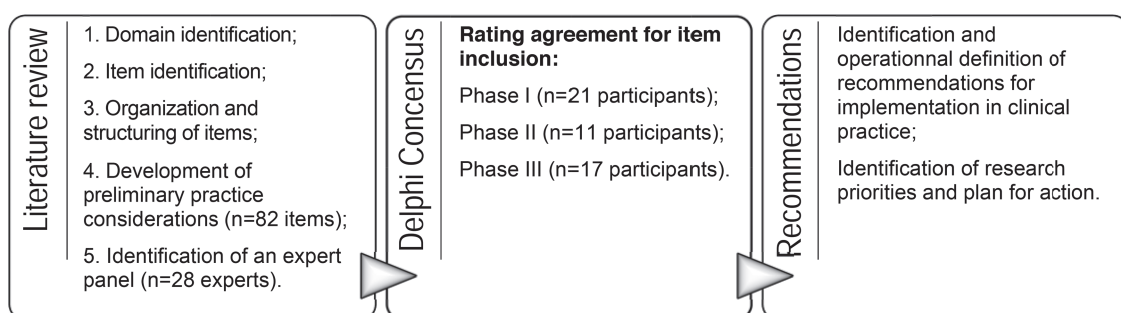 Literature review
1. Domain identification;
2. Item identification;
3. Organization and
structuring of items;
4. Development of
preliminary practice
considerations (n=82 items);
5. Identification of an expert
panel (n=28 experts).
Delphi Concensus
Rating agreement for item
inclusion:
Phase I (n=21 participants);
Phase II (n=11 participants);
Phase III (n=17 participants).
Recommendations
Identification and
operationnal definition of
recommendations for
implementation in clinical
practice;
Identification of research
priorities and plan for action.